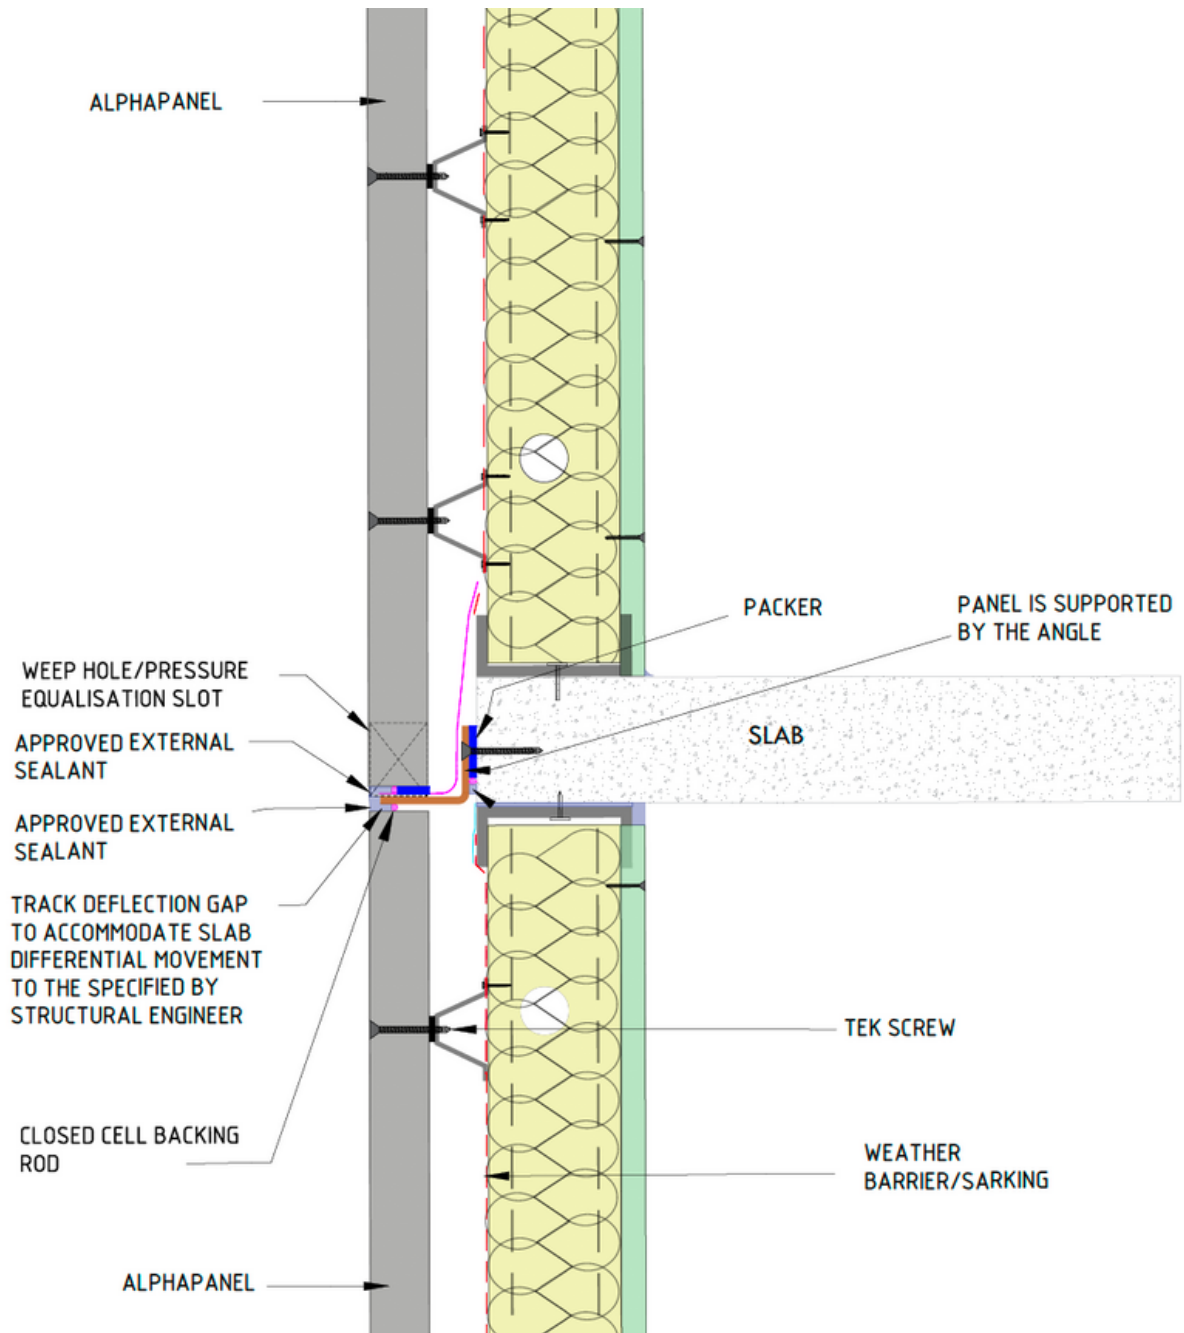 ALPHAPANEL
PACKER
PANEL IS SUPPORTED
BY THE ANGLE
WEEP HOLE/PRESSURE
EQUALISATION SLOT
SLAB
APPROVED EXTERNAL
SEALANT
APPROVED EXTERNAL
SEALANT
TRACK DEFLECTION GAP
TO ACCOMMODATE SLAB
DIFFERENTIAL MOVEMENT
TO THE SPECIFIED BY
STRUCTURAL ENGINEER
TEK SCREW
CLOSED CELL BACKING
ROD
WEATHER
BARRIER/SARKING
ALPHAPANEL